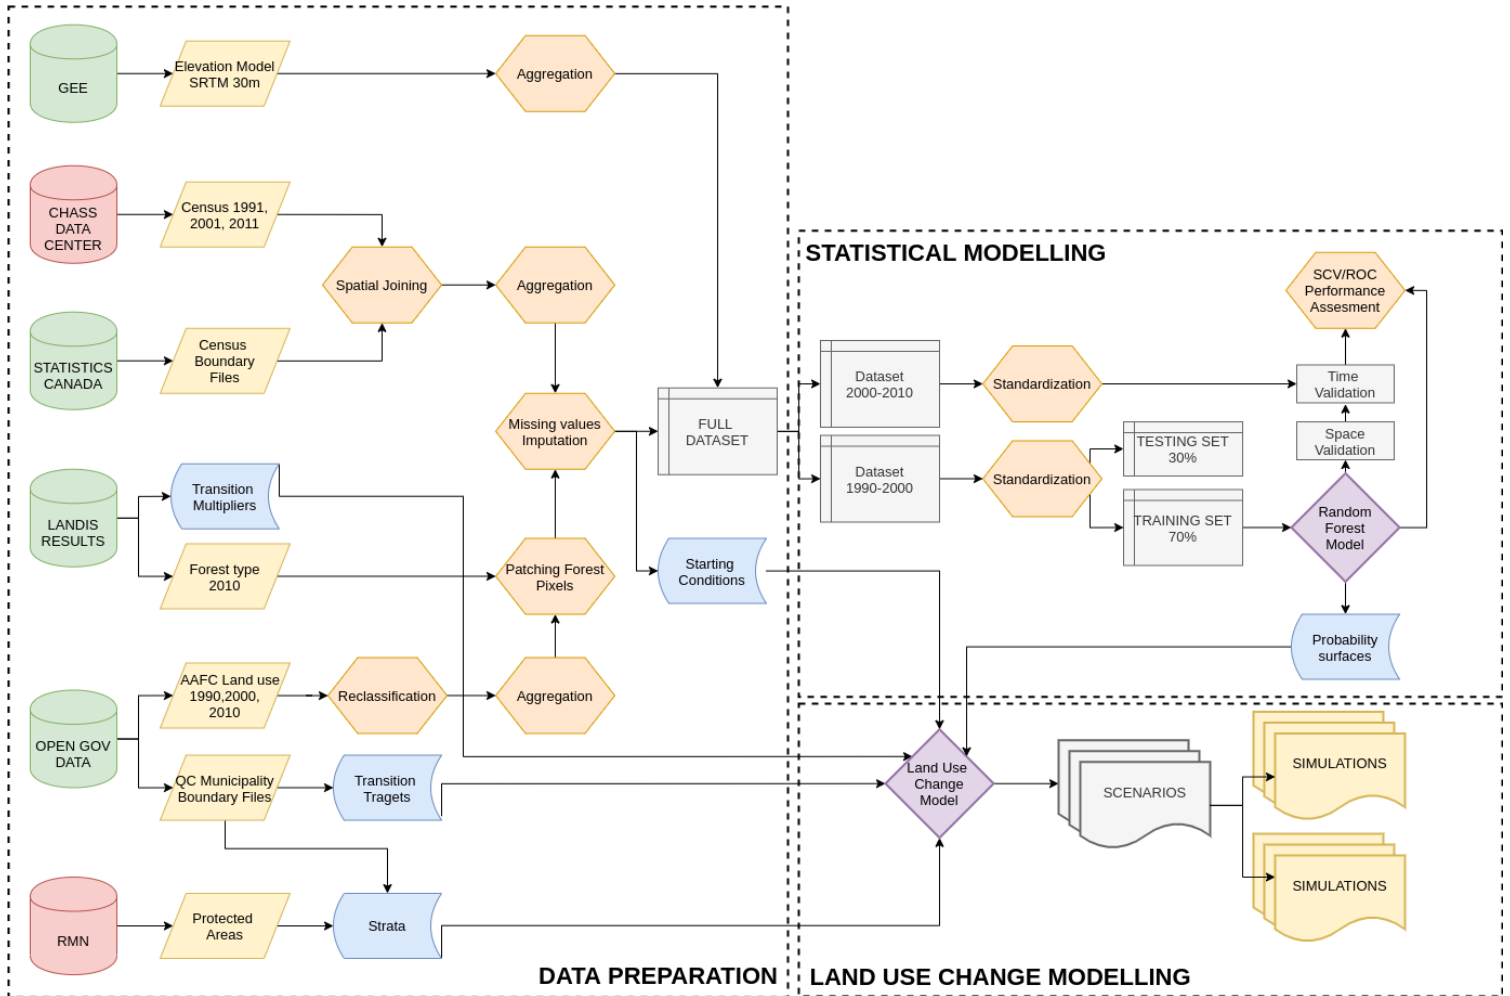 GEE
Elevation Model
SRTM 30m
Aggregation
CHASS
DATA
CENTER
Census 1991,
2001, 2011
Spatial Joining
Aggregation
STATISTICS
CANADA
Census
Boundary
Files
Missing values
Imputation
FULL
DATASET
LANDIS
RESULTS
Transition
Multipliers
Forest type
2010
Patching Forest
Pixels
Starting
Conditions
OPEN GOV
DATA
AAFC Land use
1990,2000,
2010
Reclassification
Aggregation
QC Municipality
Boundary Files
Transition
Tragets
RMN
Protected
Areas
Strata
DATA PREPARATION
STATISTICAL MODELLING
SCV/ROC
Performance
Assesment
Dataset
2000-2010
Standardization
Time
Validation
Dataset
1990-2000
Standardization
TESTING SET
30%
Space
Validation
TRAINING SET
70%
Random
Forest
Model
Probability
surfaces
Land Use
Change
Model
SCENARIOS
SIMULATIONS
SIMULATIONS
LAND USE CHANGE MODELLING